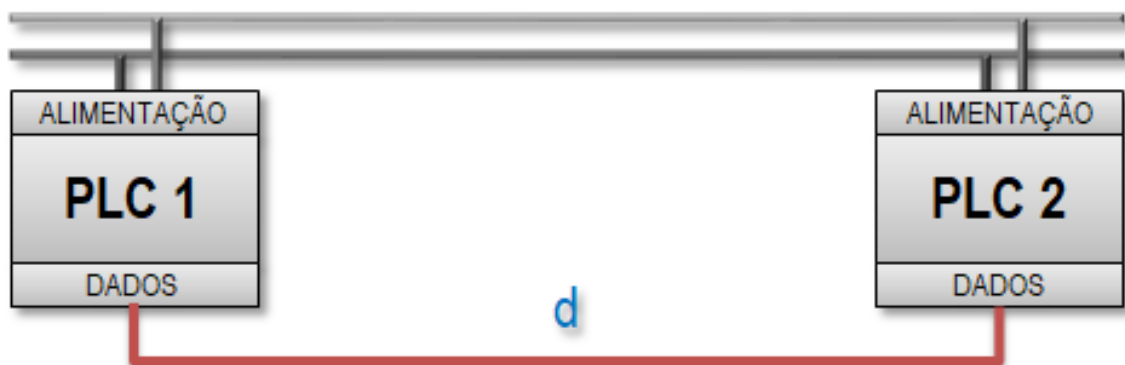 ALIMENTAÇÃO
ALIMENTAÇÃO
PLC 1
PLC 2
DADOS
DADOS
d